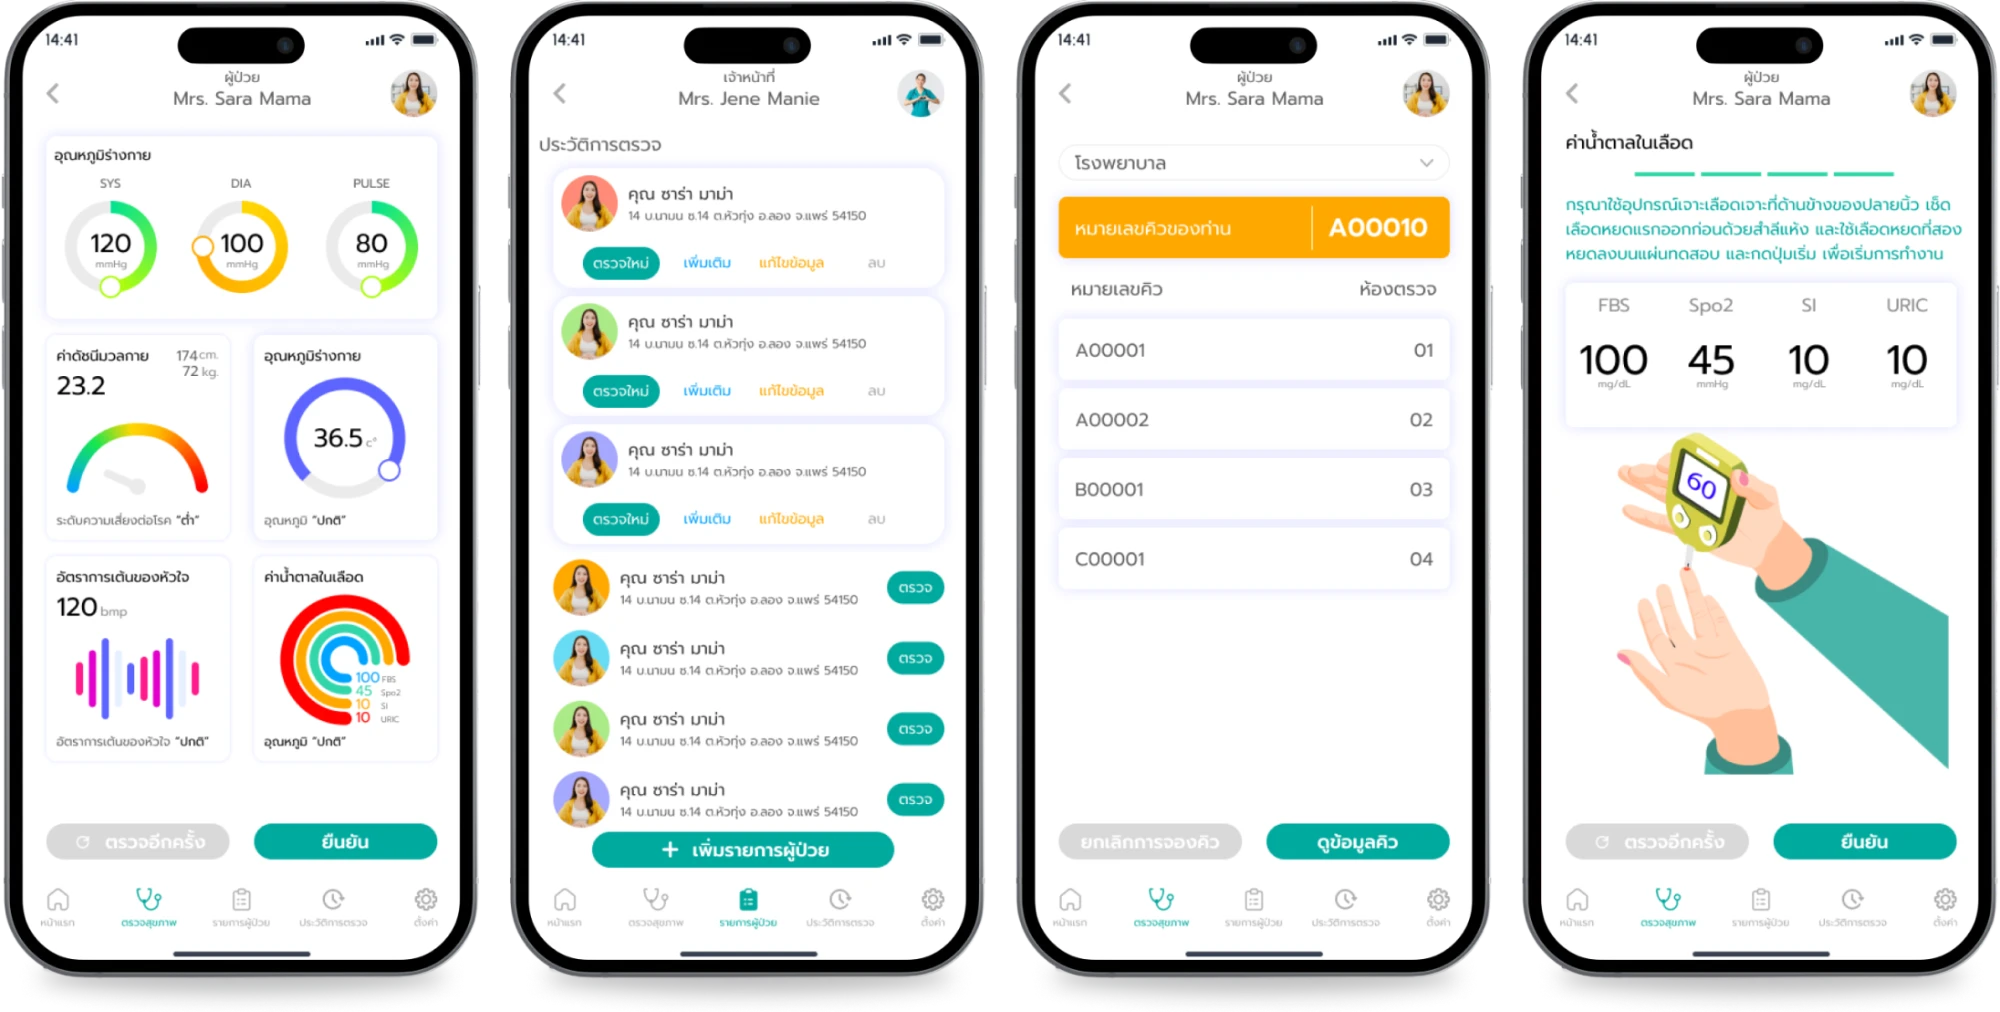 14:41
ผู้ป่วย
Mrs. Sara Mama
อุณหภูมิร่างกาย
SYS DIA PULSE
120 100 80
mmHg mmHg mmHg
ค่าดัชนีมวลกาย 174 cm.
72 kg.
23.2
ระดับความเสี่ยงต่อโรค “ต่ำ”
อุณหภูมิร่างกาย
36.5 c°
อุณหภูมิ “ปกติ”
อัตราการเต้นของหัวใจ
120 bmp
อัตราการเต้นของหัวใจ “ปกติ”
ค่าน้ำตาลในเลือด
100 FBS
45 Spo2
10 SI
10 URIC
อุณหภูมิ “ปกติ”
ตรวจอีกครั้ง ยืนยัน
หน้าแรก ตรวจสุขภาพ รายการผู้ป่วย ประวัติการตรวจ ตั้งค่า
14:41
เจ้าหน้าที่
Mrs. Jene Manie
ประวัติการตรวจ
คุณ ซาร่า มาม่า
14 บ.นาบน ซ.14 ต.หัวทุ่ง อ.ลอง จ.แพร่ 54150
ตรวจใหม่ เพิ่มเติม แก้ไขข้อมูล ลบ
คุณ ซาร่า มาม่า
14 บ.นาบน ซ.14 ต.หัวทุ่ง อ.ลอง จ.แพร่ 54150
ตรวจใหม่ เพิ่มเติม แก้ไขข้อมูล ลบ
คุณ ซาร่า มาม่า
14 บ.นาบน ซ.14 ต.หัวทุ่ง อ.ลอง จ.แพร่ 54150
ตรวจใหม่ เพิ่มเติม แก้ไขข้อมูล ลบ
คุณ ซาร่า มาม่า
14 บ.นาบน ซ.14 ต.หัวทุ่ง อ.ลอง จ.แพร่ 54150
ตรวจ
คุณ ซาร่า มาม่า
14 บ.นาบน ซ.14 ต.หัวทุ่ง อ.ลอง จ.แพร่ 54150
ตรวจ
คุณ ซาร่า มาม่า
14 บ.นาบน ซ.14 ต.หัวทุ่ง อ.ลอง จ.แพร่ 54150
ตรวจ
คุณ ซาร่า มาม่า
14 บ.นาบน ซ.14 ต.หัวทุ่ง อ.ลอง จ.แพร่ 54150
ตรวจ
+ เพิ่มรายการผู้ป่วย
หน้าแรก ตรวจสุขภาพ รายการผู้ป่วย ประวัติการตรวจ ตั้งค่า
14:41
ผู้ป่วย
Mrs. Sara Mama
โรงพยาบาล
หมายเลขคิวของท่าน A00010
หมายเลขคิว ห้องตรวจ
A00001 01
A00002 02
B00001 03
C00001 04
ยกเลิกการจองคิว ดูข้อมูลคิว
หน้าแรก ตรวจสุขภาพ รายการผู้ป่วย ประวัติการตรวจ ตั้งค่า
14:41
ผู้ป่วย
Mrs. Sara Mama
ค่าน้ำตาลในเลือด
กรุณาใช้อุปกรณ์เจาะเลือดเจาะที่ด้านข้างของปลายนิ้ว เช็ด
เลือดหยดแรกออกก่อนด้วยสำลีแห้ง และใช้เลือดหยดที่สอง
หยดลงบนแผ่นทดสอบ และกดปุ่มเริ่ม เพื่อเริ่มการทำงาน
FBS Spo2 SI URIC
100 45 10 10
mg/dL mmHg mg/dL mg/dL
60
ตรวจอีกครั้ง ยืนยัน
หน้าแรก ตรวจสุขภาพ รายการผู้ป่วย ประวัติการตรวจ ตั้งค่า